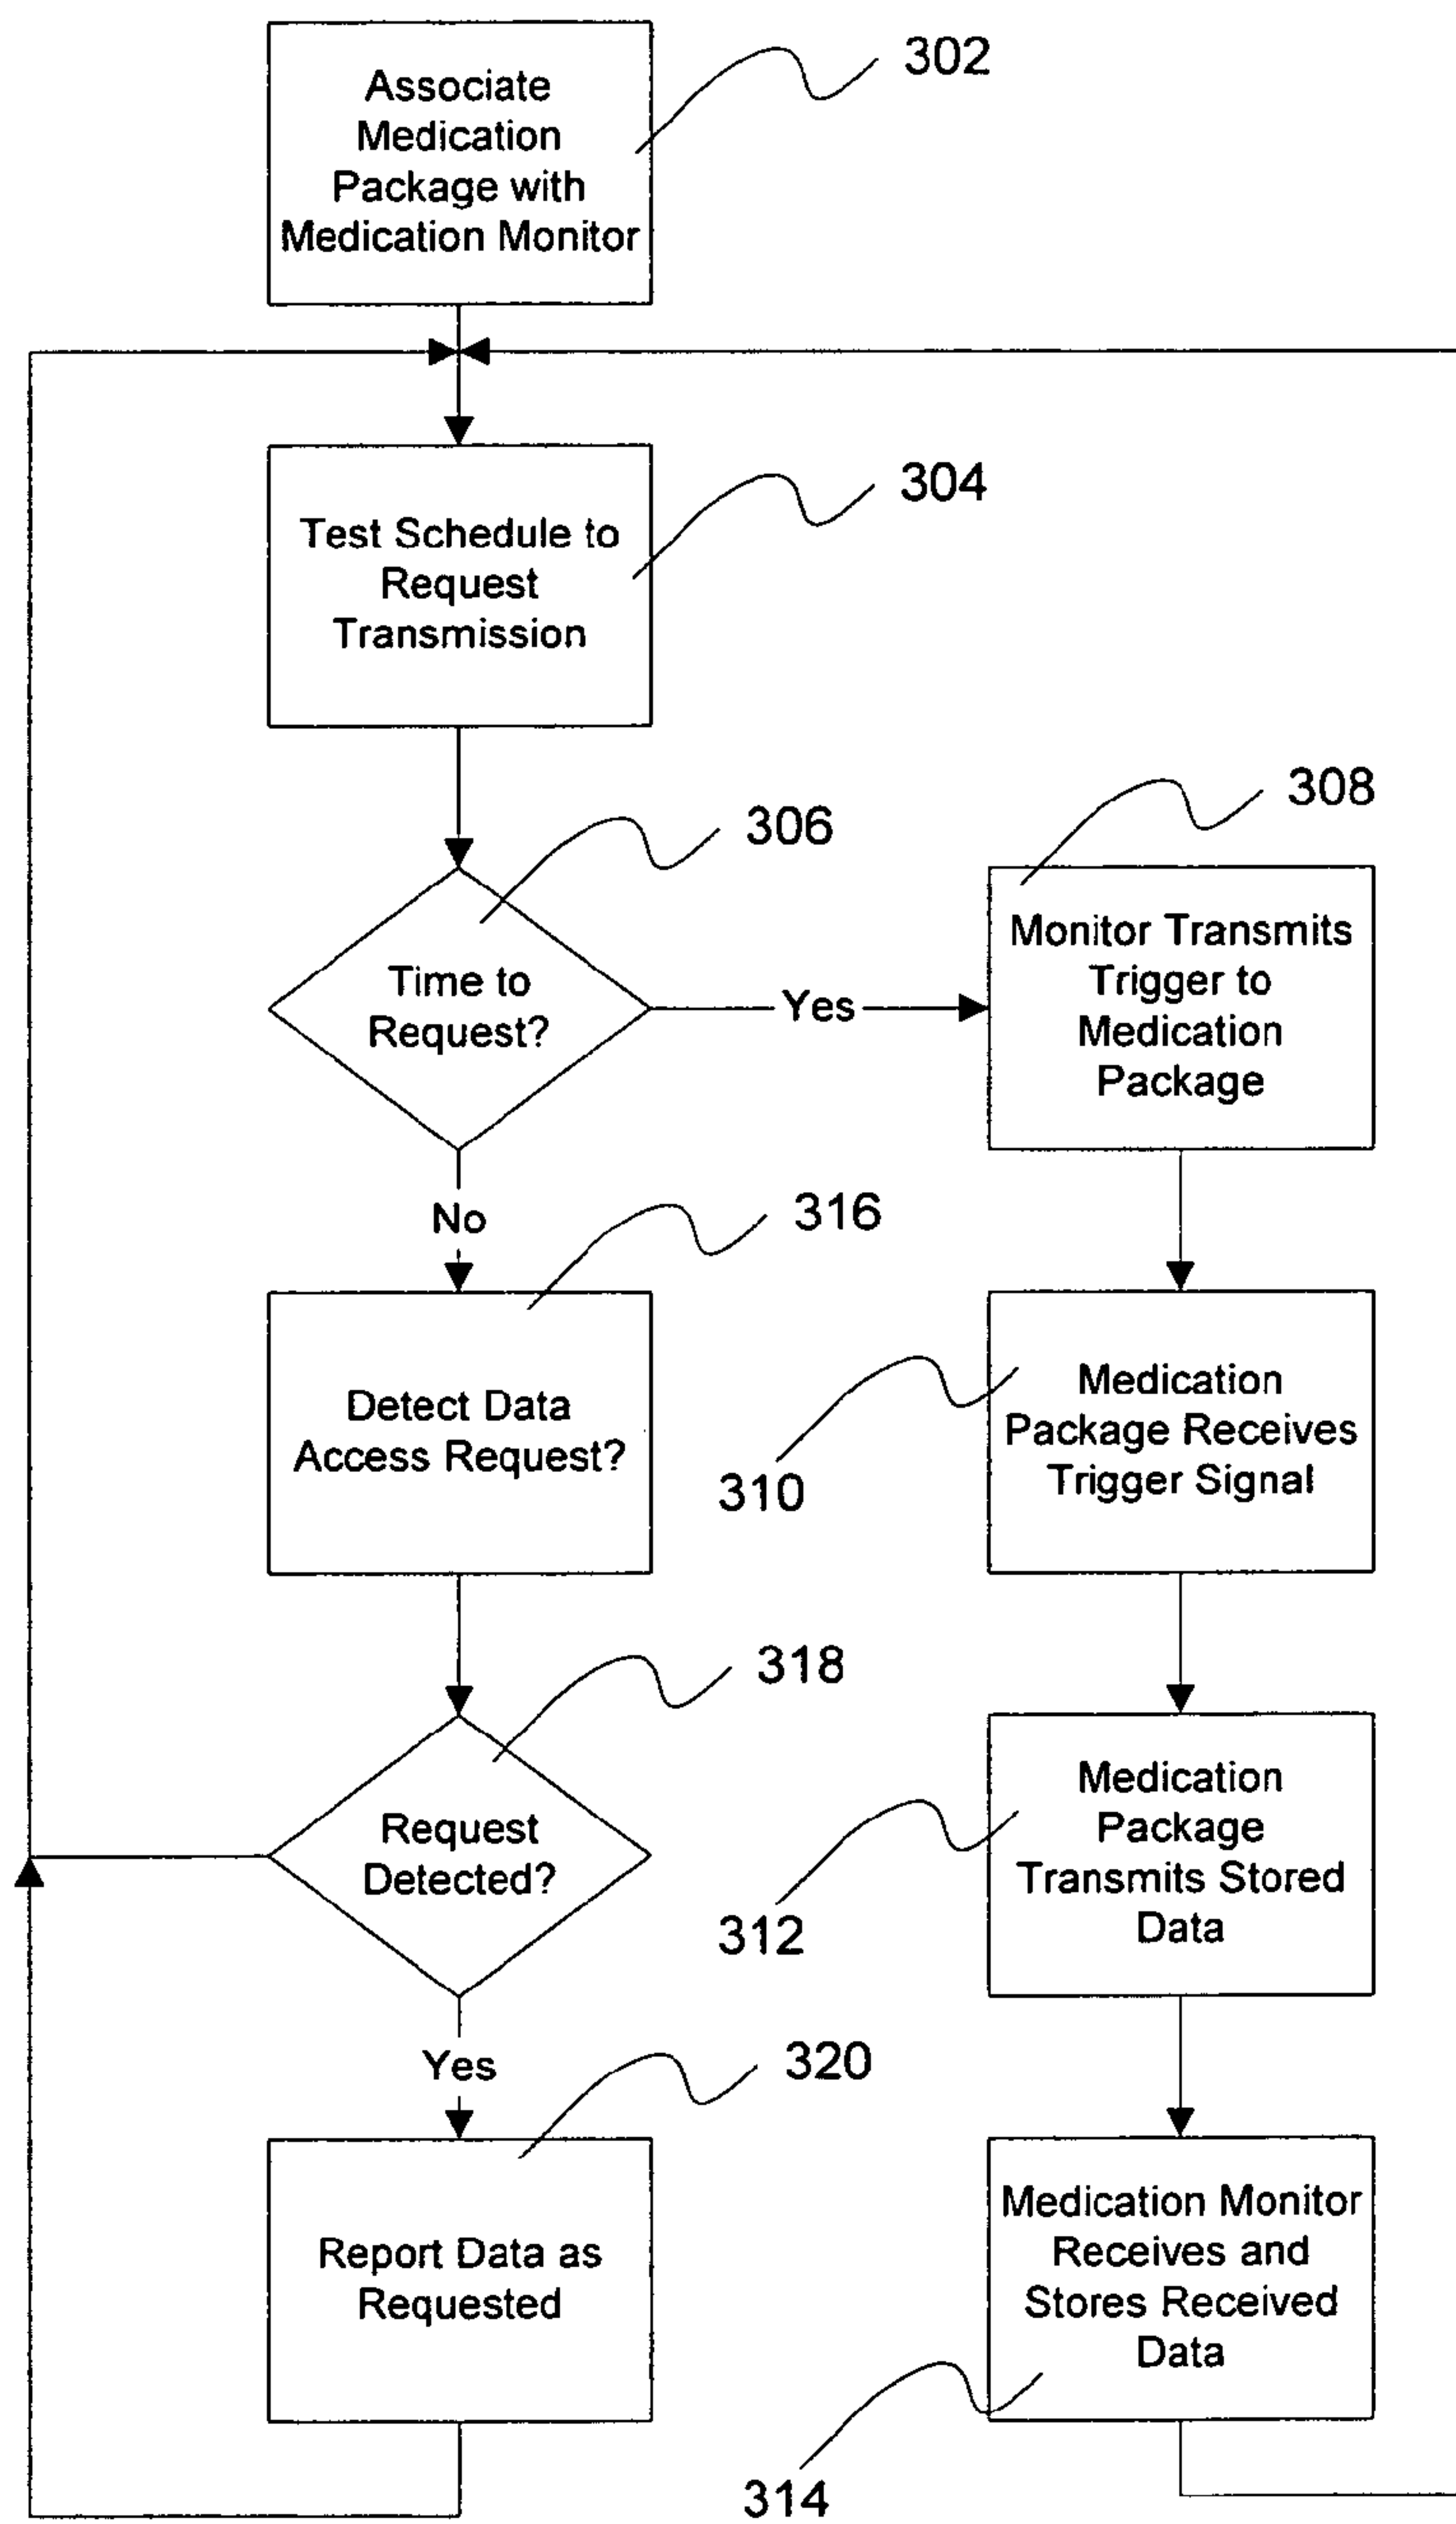 Associate
Medication
Package with
Medication Monitor
302
Test Schedule to
Request
Transmission
304
Time to
Request?
306
Yes
Monitor Transmits
Trigger to
Medication
Package
308
No
Detect Data
Access Request?
316
Medication
Package Receives
Trigger Signal
310
Request
Detected?
318
Medication
Package
Transmits Stored
Data
312
Yes
Report Data as
Requested
320
Medication Monitor
Receives and
Stores Received
Data
314